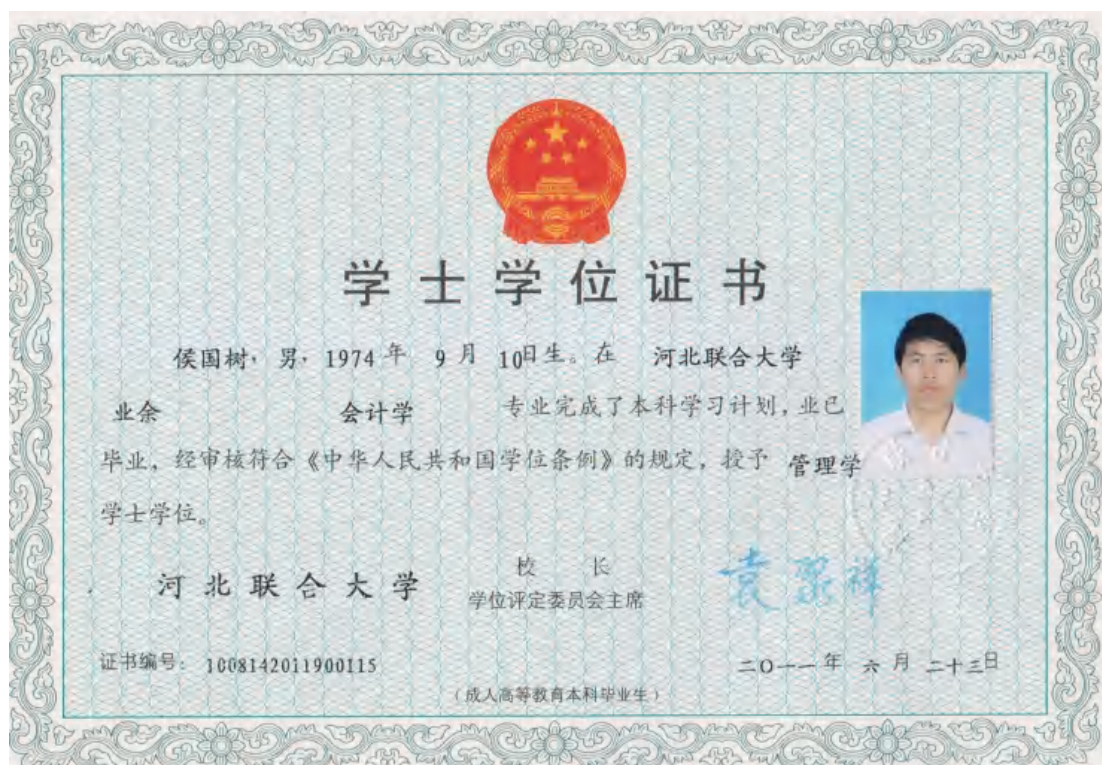 学士学位证书
侯国树，男，1974年 9月 10日生。在 河北联合大学
业余 会计学 专业完成了本科学习计划，业已
毕业，经审核符合《中华人民共和国学位条例》的规定，授予 管理学
学士学位。
河北联合大学
校长
学位评定委员会主席
证书编号：1008142011900115
二〇一一年 六月 二十三日
（成人高等教育本科毕业生）